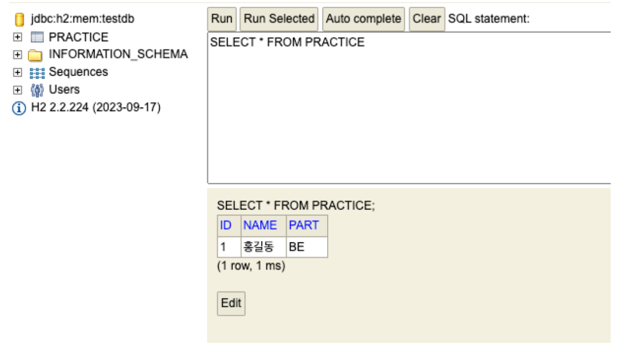 jdbc:h2:mem:testdb
PRACTICE
INFORMATION_SCHEMA
Sequences
Users
H2 2.2.224 (2023-09-17)
Run Run Selected Auto complete Clear SQL statement:
SELECT * FROM PRACTICE
SELECT * FROM PRACTICE;
ID NAME PART
1 홍길동 BE
(1 row, 1 ms)
Edit